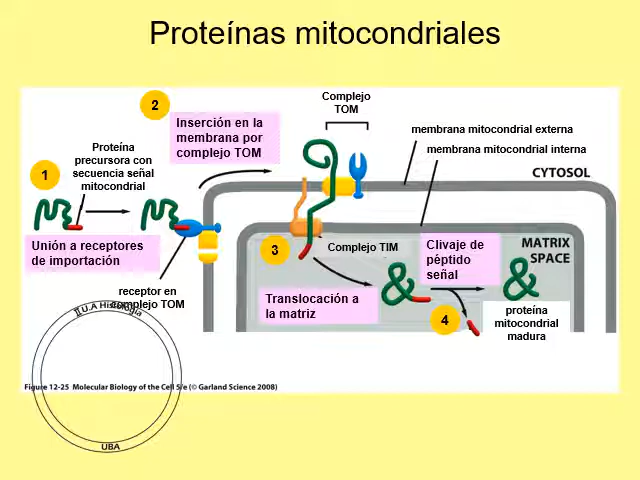 Proteínas mitocondriales
1
Proteína
precursora con
secuencia señal
mitocondrial
Unión a receptores
de importación
receptor en
complejo TOM
2
Inserción en la
membrana por
complejo TOM
Complejo
TOM
membrana mitocondrial externa
membrana mitocondrial interna
CYTOSOL
3
Complejo TIM
Translocación a
la matriz
Clivaje de
péptido
señal
4
MATRIX
SPACE
proteína
mitocondrial
madura
II U.A Histología
UBA
Figure 12-25 Molecular Biology of the Cell 5/e (© Garland Science 2008)